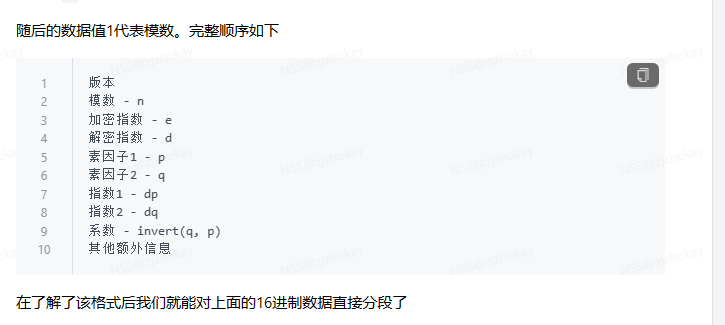 随后的数据值1代表模数。完整顺序如下
1 版本
2 模数 - n
3 加密指数 - e
4 解密指数 - d
5 素因子1 - p
6 素因子2 - q
7 指数1 - dp
8 指数2 - dq
9 系数 - invert(q, p)
10 其他额外信息
在了解了该格式后我们就能对上面的16进制数据直接分段了